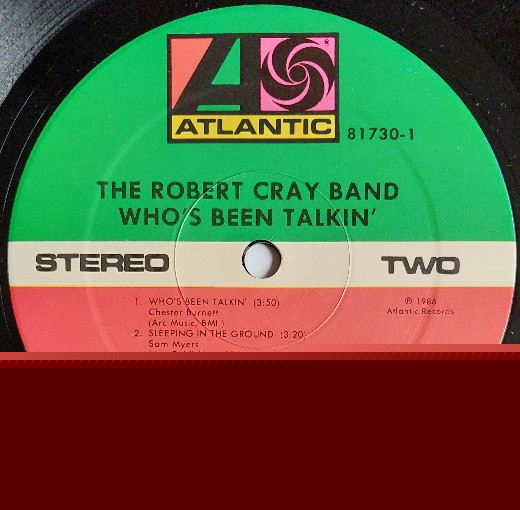 ATLANTIC
81730-1
THE ROBERT CRAY BAND
WHO'S BEEN TALKIN'
STEREO
TWO
1. WHO'S BEEN TALKIN' (3:50)
Chester Burnett
(Arc Music, BMI)
2. SLEEPING IN THE GROUND (3:20)
Sam Myers
℗ 1986
Atlantic Records